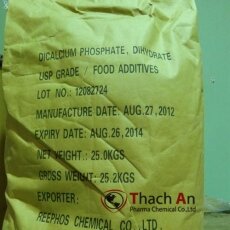 DICALCIUM PHOSPHATE, DIHYDRATE
USP GRADE / FOOD ADDITIVES
LOT NO.: 12082724
MANUFACTURE DATE: AUG.27,2012
EXPIRY DATE: AUG.26,2014
NET WEIGHT.: 25.0KGS
GROSS WEIGHT: 25.2KGS
EXPORTER:
REEPHOS CHEMICAL CO., LTD.
Thach An
Pharma Chemical Co.,Ltd